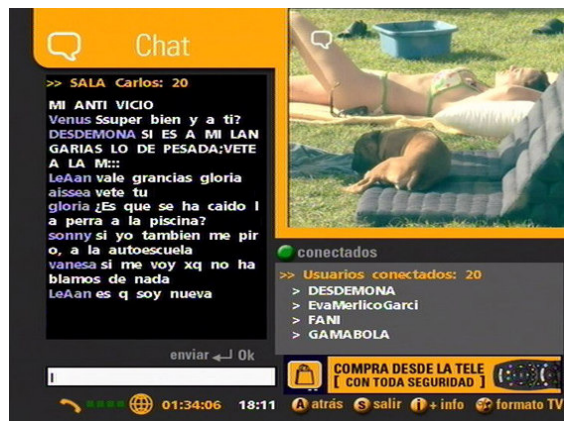 Chat
>> SALA Carlos: 20
MI ANTI VICIO
Venus Ssuper bien y a ti?
DESDEMONA SI ES A MI LAN
GARIAS LO DE PESADA;VETE
A LA M:::
LeAan vale grancias gloria
aissea vete tu
gloria ¿Es que se ha caido l
a perra a la piscina?
sonny si yo tambien me pir
o, a la autoescuela
vanesa si me voy xq no ha
blamos de nada
LeAan es q soy nueva
enviar Ok
conectados
>> Usuarios conectados: 20
> DESDEMONA
> EvaMerlicoGarci
> FANI
> GAMABOLA
COMPRA DESDE LA TELE
[ CON TODA SEGURIDAD ]
01:34:06 18:11 A atrás S salir i + info formato TV